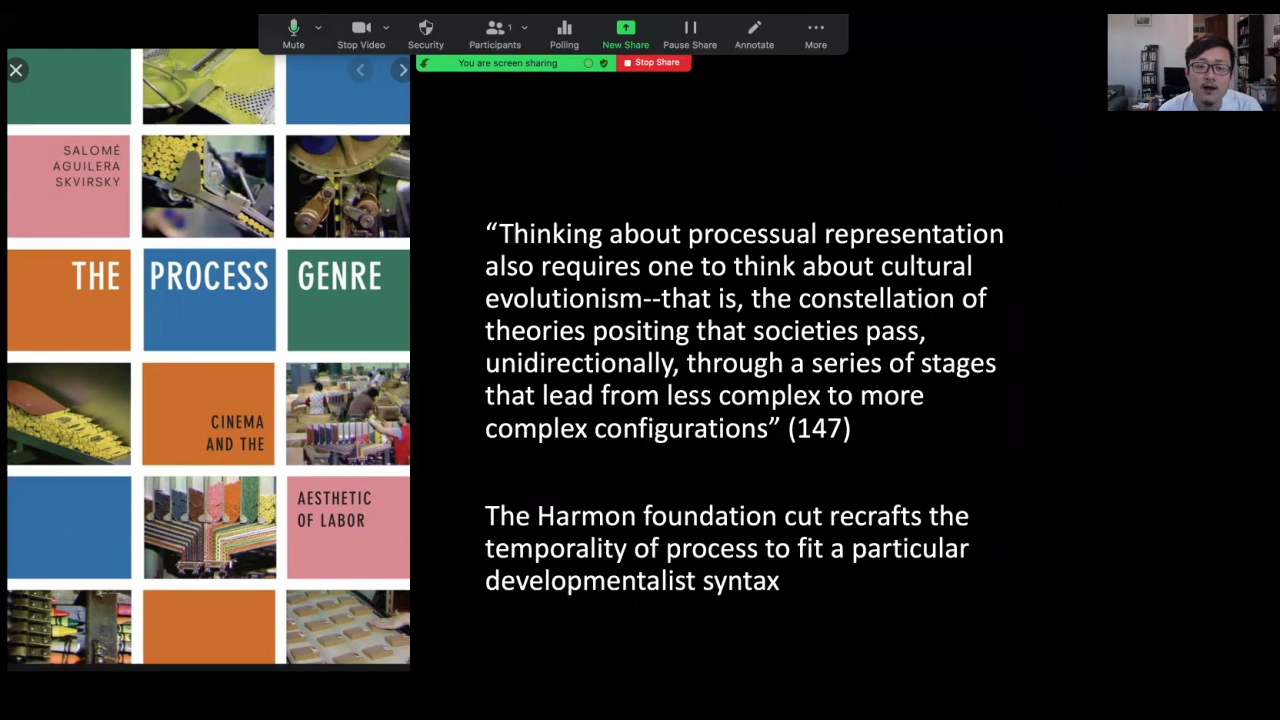 Mute
Stop Video
Security
Participants
1
Polling
New Share
Pause Share
Annotate
More
You are screen sharing
Stop Share
SALOMÉ
AGUILERA
SKVIRSKY
THE PROCESS GENRE
CINEMA
AND THE
AESTHETIC
OF LABOR
“Thinking about processual representation
also requires one to think about cultural
evolutionism--that is, the constellation of
theories positing that societies pass,
unidirectionally, through a series of stages
that lead from less complex to more
complex configurations” (147)
The Harmon foundation cut recrafts the
temporality of process to fit a particular
developmentalist syntax